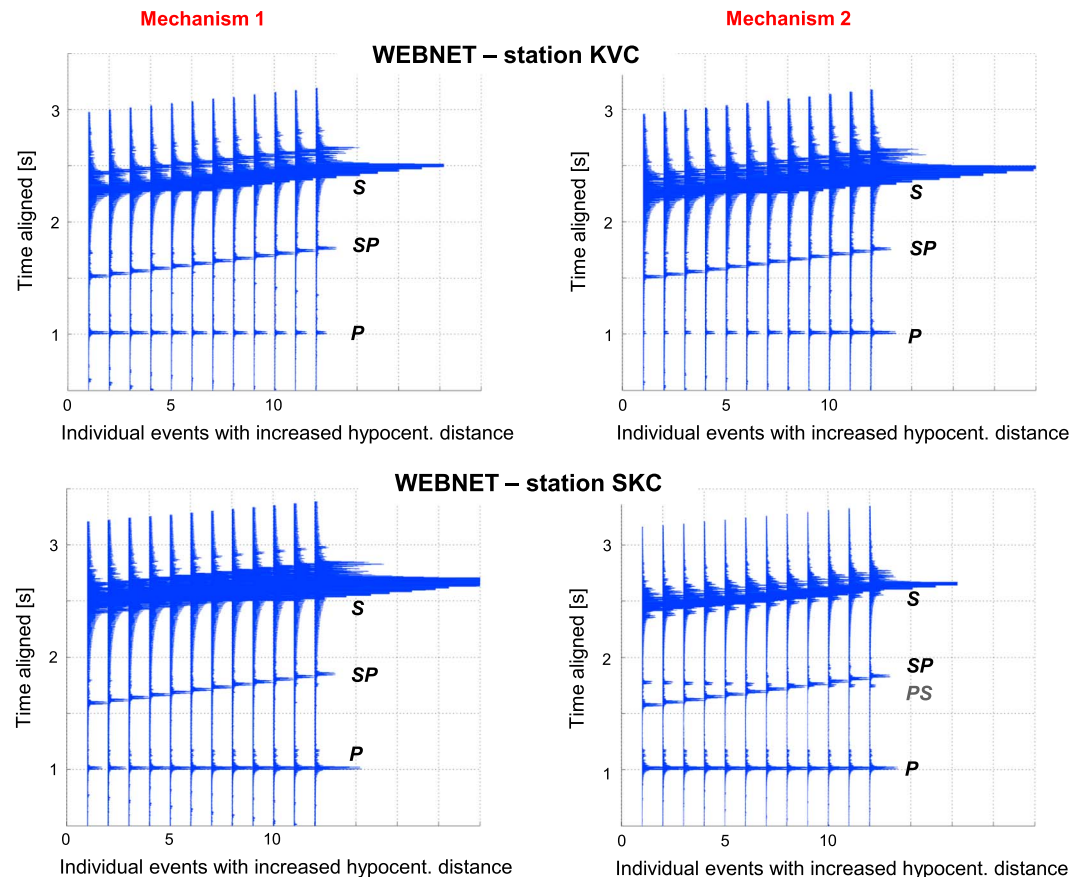 Mechanism 1
Mechanism 2
WEBNET – station KVC
Time aligned [s]
3
2
1
S
SP
P
0
5
10
Individual events with increased hypocent. distance
Time aligned [s]
3
2
1
S
SP
P
0
5
10
Individual events with increased hypocent. distance
WEBNET – station SKC
Time aligned [s]
3
2
1
S
SP
P
0
5
10
Individual events with increased hypocent. distance
Time aligned [s]
3
2
1
S
SP
PS
P
0
5
10
Individual events with increased hypocent. distance